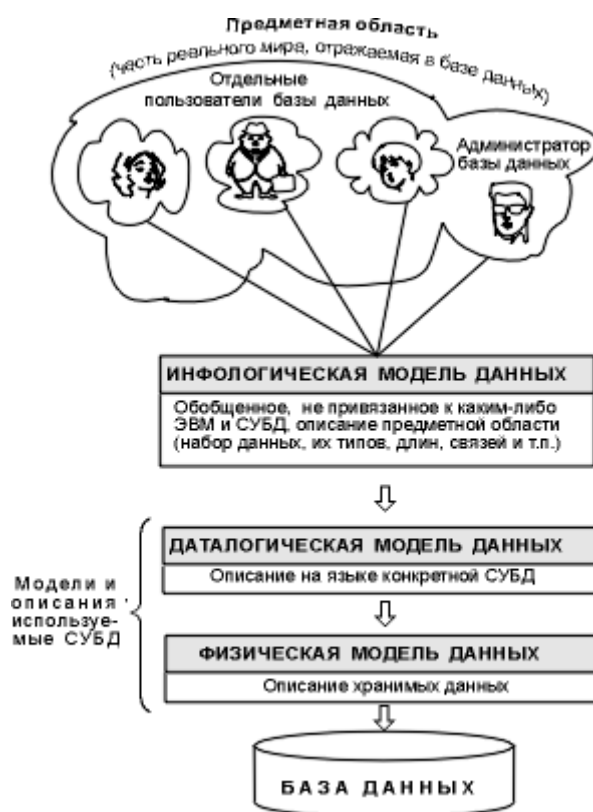 Предметная область
(часть реального мира, отражаемая в базе данных)
Отдельные
пользователи базы данных
Администратор
базы данных
ИНФОЛОГИЧЕСКАЯ МОДЕЛЬ ДАННЫХ
Обобщенное, не привязанное к каким-либо
ЭВМ и СУБД, описание предметной области
(набор данных, их типов, длин, связей и т.п.)
ДАТАЛОГИЧЕСКАЯ МОДЕЛЬ ДАННЫХ
Описание на языке конкретной СУБД
Модели и
описания
используе-
мые СУБД
ФИЗИЧЕСКАЯ МОДЕЛЬ ДАННЫХ
Описание хранимых данных
БАЗА ДАННЫХ